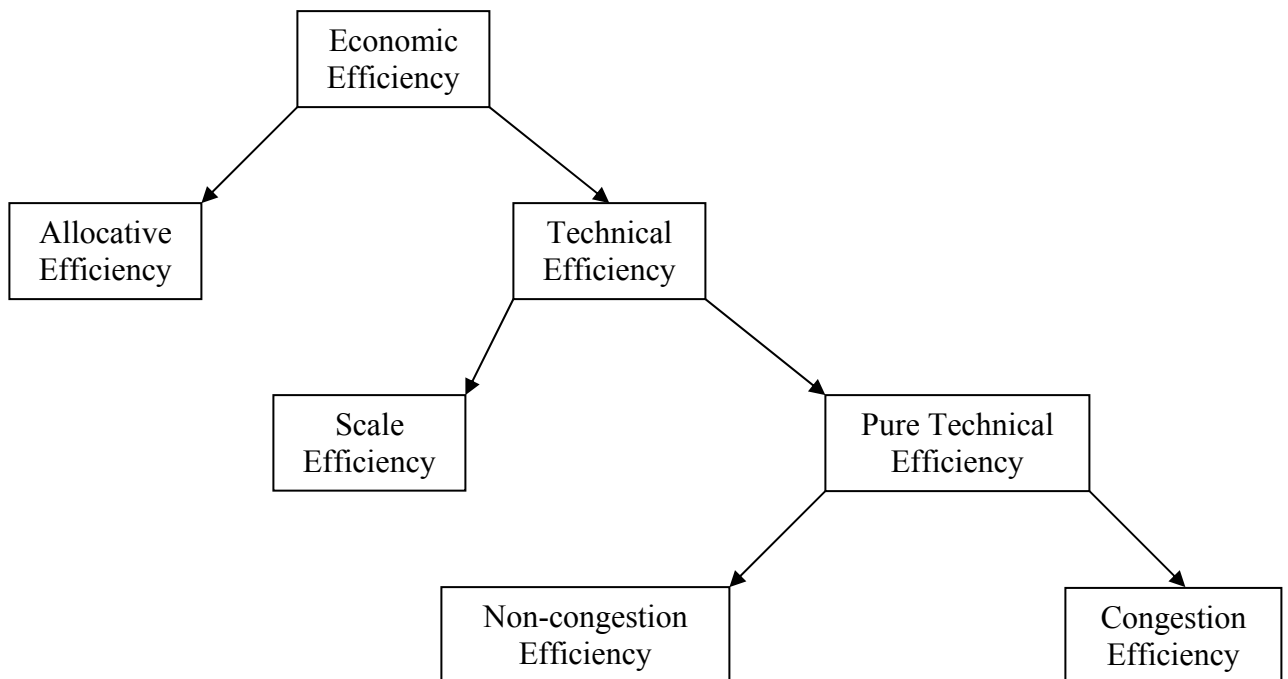 Economic
Efficiency
Allocative
Efficiency
Technical
Efficiency
Scale
Efficiency
Pure Technical
Efficiency
Non-congestion
Efficiency
Congestion
Efficiency